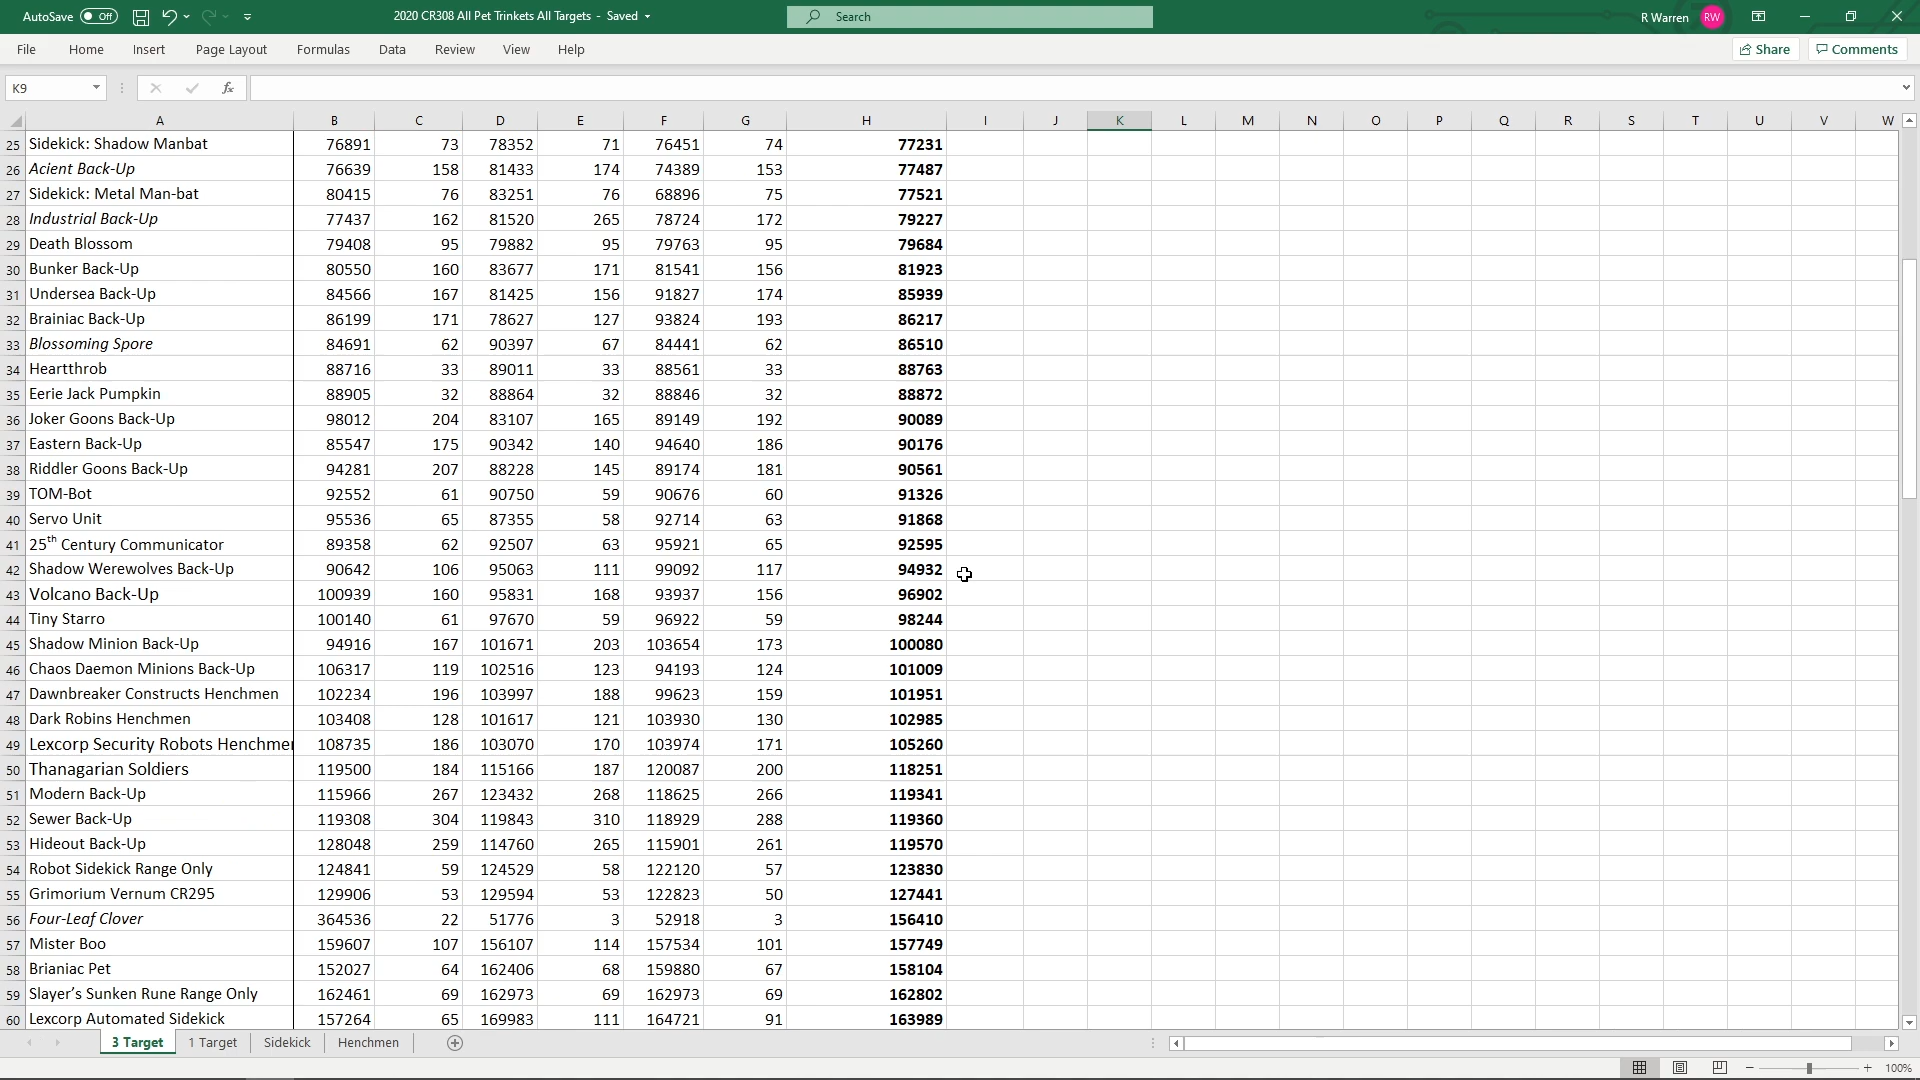 AutoSave Off 2020 CR308 All Pet Trinkets All Targets - Saved Search R Warren RW
File Home Insert Page Layout Formulas Data Review View Help Share Comments
K9 fx
A B C D E F G H I J K L M N O P Q R S T U V W
25 Sidekick: Shadow Manbat 76891 73 78352 71 76451 74 77231
26 Acient Back-Up 76639 158 81433 174 74389 153 77487
27 Sidekick: Metal Man-bat 80415 76 83251 76 68896 75 77521
28 Industrial Back-Up 77437 162 81520 265 78724 172 79227
29 Death Blossom 79408 95 79882 95 79763 95 79684
30 Bunker Back-Up 80550 160 83677 171 81541 156 81923
31 Undersea Back-Up 84566 167 81425 156 91827 174 85939
32 Brainiac Back-Up 86199 171 78627 127 93824 193 86217
33 Blossoming Spore 84691 62 90397 67 84441 62 86510
34 Heartthrob 88716 33 89011 33 88561 33 88763
35 Eerie Jack Pumpkin 88905 32 88864 32 88846 32 88872
36 Joker Goons Back-Up 98012 204 83107 165 89149 192 90089
37 Eastern Back-Up 85547 175 90342 140 94640 186 90176
38 Riddler Goons Back-Up 94281 207 88228 145 89174 181 90561
39 TOM-Bot 92552 61 90750 59 90676 60 91326
40 Servo Unit 95536 65 87355 58 92714 63 91868
41 25th Century Communicator 89358 62 92507 63 95921 65 92595
42 Shadow Werewolves Back-Up 90642 106 95063 111 99092 117 94932
43 Volcano Back-Up 100939 160 95831 168 93937 156 96902
44 Tiny Starro 100140 61 97670 59 96922 59 98244
45 Shadow Minion Back-Up 94916 167 101671 203 103654 173 100080
46 Chaos Daemon Minions Back-Up 106317 119 102516 123 94193 124 101009
47 Dawnbreaker Constructs Henchmen 102234 196 103997 188 99623 159 101951
48 Dark Robins Henchmen 103408 128 101617 121 103930 130 102985
49 Lexcorp Security Robots Henchmen 108735 186 103070 170 103974 171 105260
50 Thanagarian Soldiers 119500 184 115166 187 120087 200 118251
51 Modern Back-Up 115966 267 123432 268 118625 266 119341
52 Sewer Back-Up 119308 304 119843 310 118929 288 119360
53 Hideout Back-Up 128048 259 114760 265 115901 261 119570
54 Robot Sidekick Range Only 124841 59 124529 58 122120 57 123830
55 Grimorium Vernum CR295 129906 53 129594 53 122823 50 127441
56 Four-Leaf Clover 364536 22 51776 3 52918 3 156410
57 Mister Boo 159607 107 156107 114 157534 101 157749
58 Brianiac Pet 152027 64 162406 68 159880 67 158104
59 Slayer’s Sunken Rune Range Only 162461 69 162973 69 162973 69 162802
60 Lexcorp Automated Sidekick 157264 65 169983 111 164721 91 163989
3 Target 1 Target Sidekick Henchmen
100%